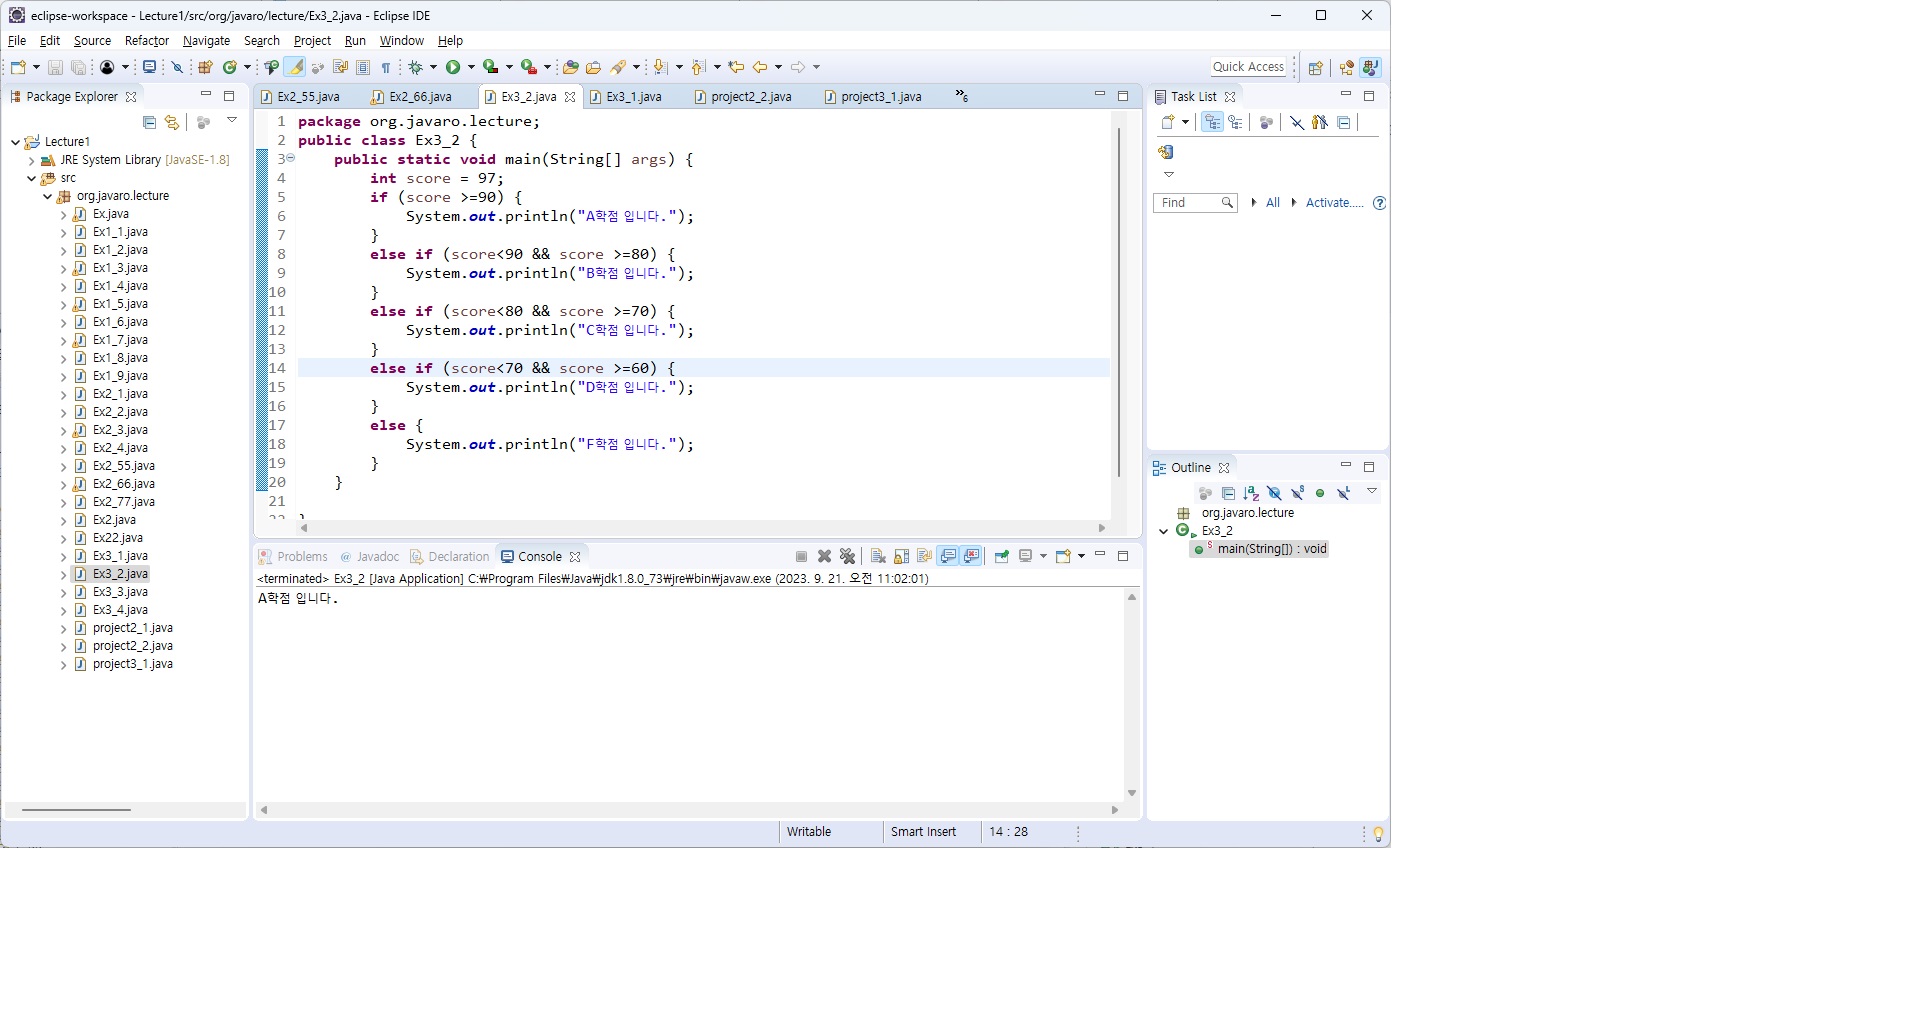 eclipse-workspace - Lecture1/src/org/javaro/lecture/Ex3_2.java - Eclipse IDE
File Edit Source Refactor Navigate Search Project Run Window Help
Quick Access
Package Explorer
Lecture1
JRE System Library [JavaSE-1.8]
src
org.javaro.lecture
Ex.java
Ex1_1.java
Ex1_2.java
Ex1_3.java
Ex1_4.java
Ex1_5.java
Ex1_6.java
Ex1_7.java
Ex1_8.java
Ex1_9.java
Ex2_1.java
Ex2_2.java
Ex2_3.java
Ex2_4.java
Ex2_55.java
Ex2_66.java
Ex2_77.java
Ex2.java
Ex22.java
Ex3_1.java
Ex3_2.java
Ex3_3.java
Ex3_4.java
project2_1.java
project2_2.java
project3_1.java
Ex2_55.java Ex2_66.java Ex3_2.java Ex3_1.java project2_2.java project3_1.java »6
1 package org.javaro.lecture;
2 public class Ex3_2 {
3 public static void main(String[] args) {
4 int score = 97;
5 if (score >=90) {
6 System.out.println("A학점 입니다.");
7 }
8 else if (score<90 && score >=80) {
9 System.out.println("B학점 입니다.");
10 }
11 else if (score<80 && score >=70) {
12 System.out.println("C학점 입니다.");
13 }
14 else if (score<70 && score >=60) {
15 System.out.println("D학점 입니다.");
16 }
17 else {
18 System.out.println("F학점 입니다.");
19 }
20 }
21
Problems @ Javadoc Declaration Console
<terminated> Ex3_2 [Java Application] C:₩Program Files₩Java₩jdk1.8.0_73₩jre₩bin₩javaw.exe (2023. 9. 21. 오전 11:02:01)
A학점 입니다.
Task List
Find All Activate.....
Outline
org.javaro.lecture
Ex3_2
main(String[]) : void
Writable Smart Insert 14 : 28